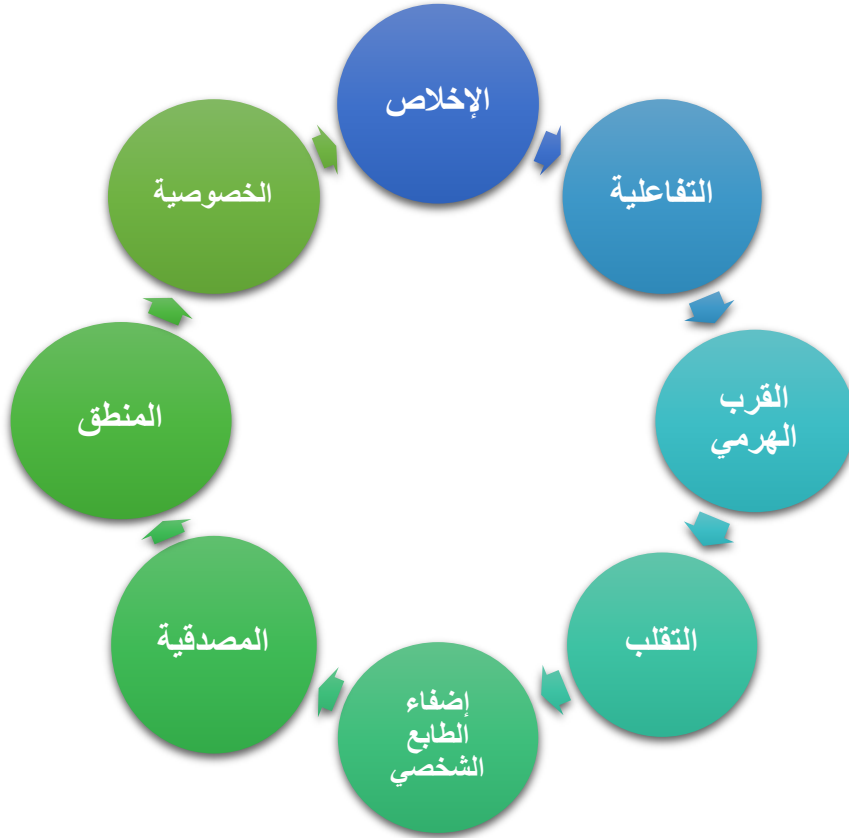 الإخلاص
التفاعلية
القرب
الهرمي
التقلب
إضفاء
الطابع
الشخصي
المصدقية
المنطق
الخصوصية